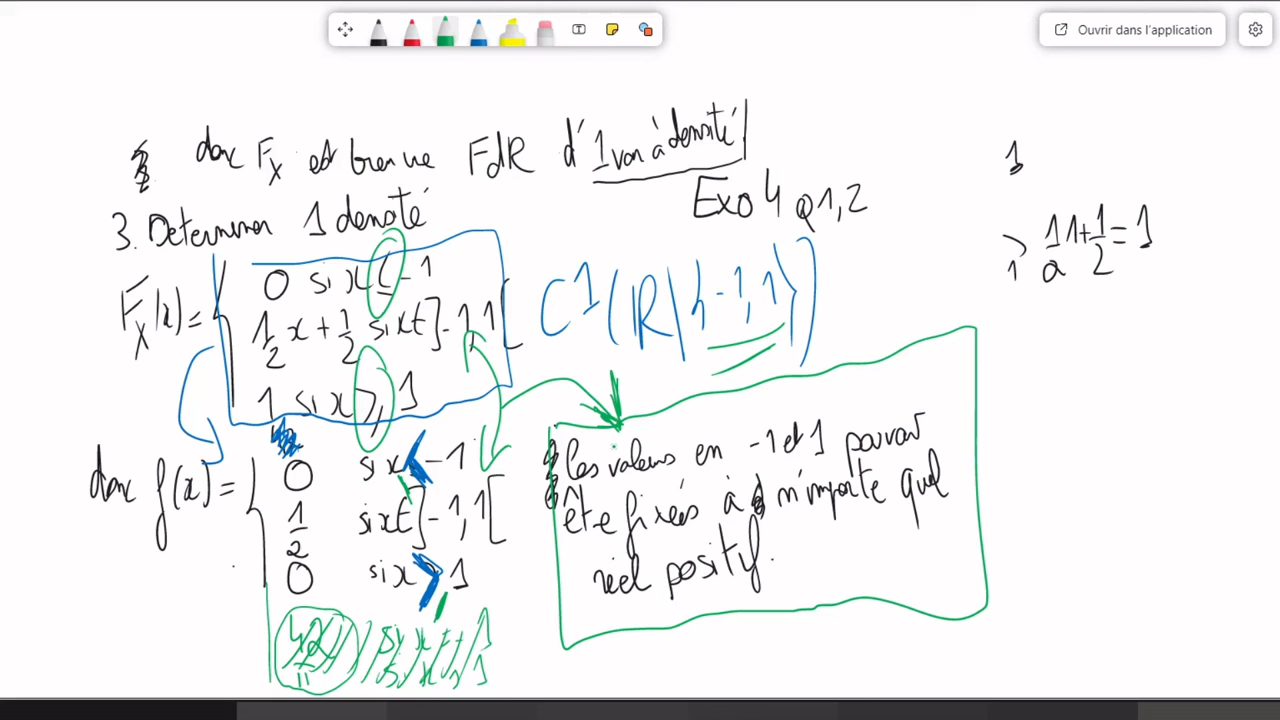 Ouvrir dans l'application
donc F_X est bien une FdR d'1 var à densité
Exo 4 Q1,2
3. Determiner 1 densité
F_X(x) = { 0 si x ≤ -1
1/2 x + 1/2 si x ∈ ]-1,1[
1 si x ≥ 1
C1(R \ {-1,1})
1 + 1/2 = 1
donc f(x) = { 0 si x < -1
1/2 si x ∈ ]-1,1[
0 si x > 1
les valeurs en -1 et 1 pouvant
être fixées à n'importe quel
réel positif.